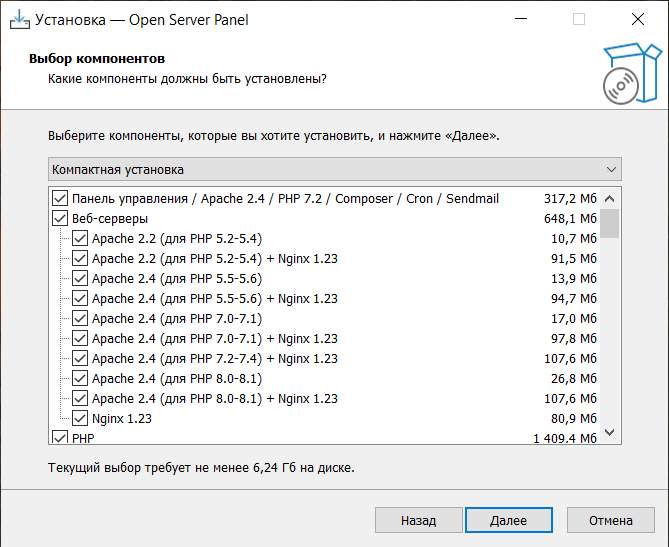 Установка — Open Server Panel
Выбор компонентов
Какие компоненты должны быть установлены?
Выберите компоненты, которые вы хотите установить, и нажмите «Далее».
Компактная установка
Панель управления / Apache 2.4 / PHP 7.2 / Composer / Cron / Sendmail 317,2 Мб
Веб-серверы 648,1 Мб
Apache 2.2 (для PHP 5.2-5.4) 10,7 Мб
Apache 2.2 (для PHP 5.2-5.4) + Nginx 1.23 91,5 Мб
Apache 2.4 (для PHP 5.5-5.6) 13,9 Мб
Apache 2.4 (для PHP 5.5-5.6) + Nginx 1.23 94,7 Мб
Apache 2.4 (для PHP 7.0-7.1) 17,0 Мб
Apache 2.4 (для PHP 7.0-7.1) + Nginx 1.23 97,8 Мб
Apache 2.4 (для PHP 7.2-7.4) + Nginx 1.23 107,6 Мб
Apache 2.4 (для PHP 8.0-8.1) 26,8 Мб
Apache 2.4 (для PHP 8.0-8.1) + Nginx 1.23 107,6 Мб
Nginx 1.23 80,9 Мб
PHP 1 409,4 Мб
Текущий выбор требует не менее 6,24 Гб на диске.
Назад Далее Отмена